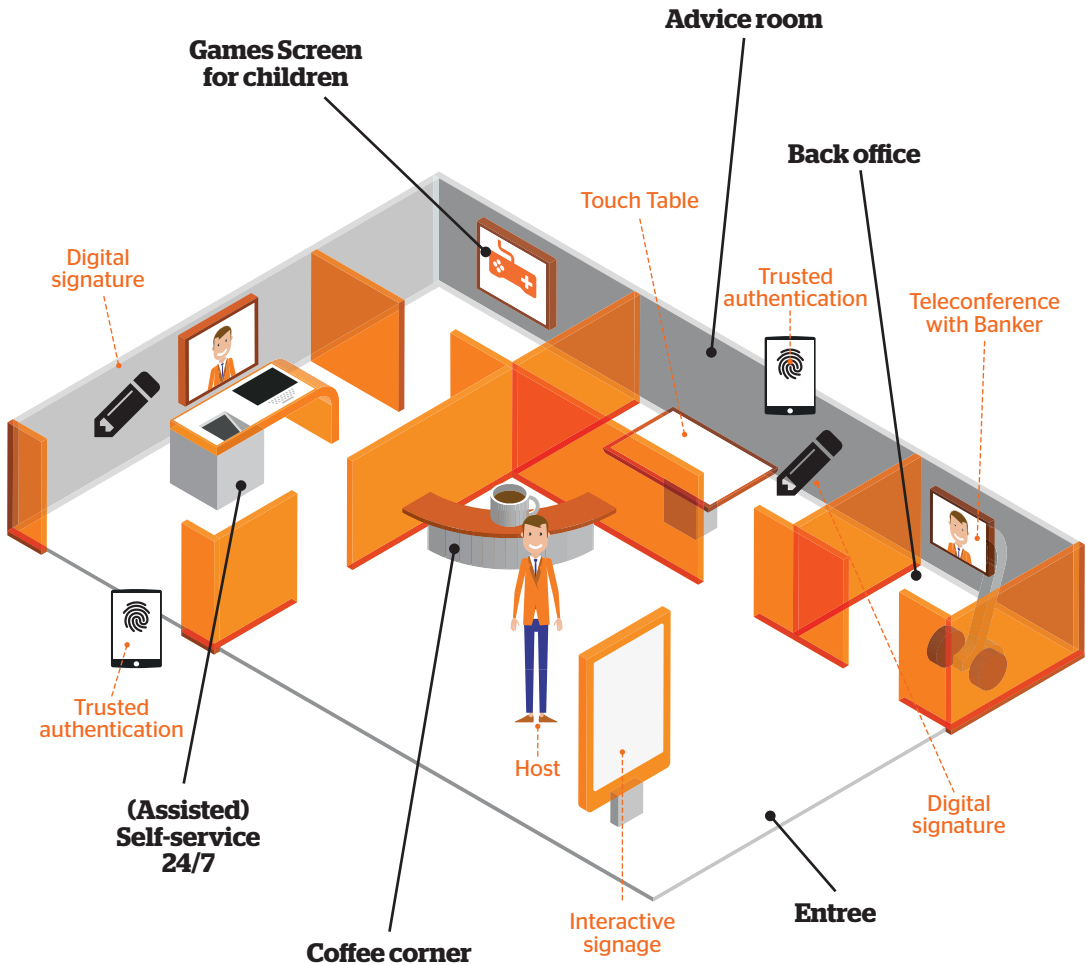 Advice room
Games Screen
for children
Back office
Touch Table
Digital
signature
Trusted
authentication
Teleconference
with Banker
Trusted
authentication
Host
(Assisted)
Self-service
24/7
Digital
signature
Interactive
signage
Entree
Coffee corner